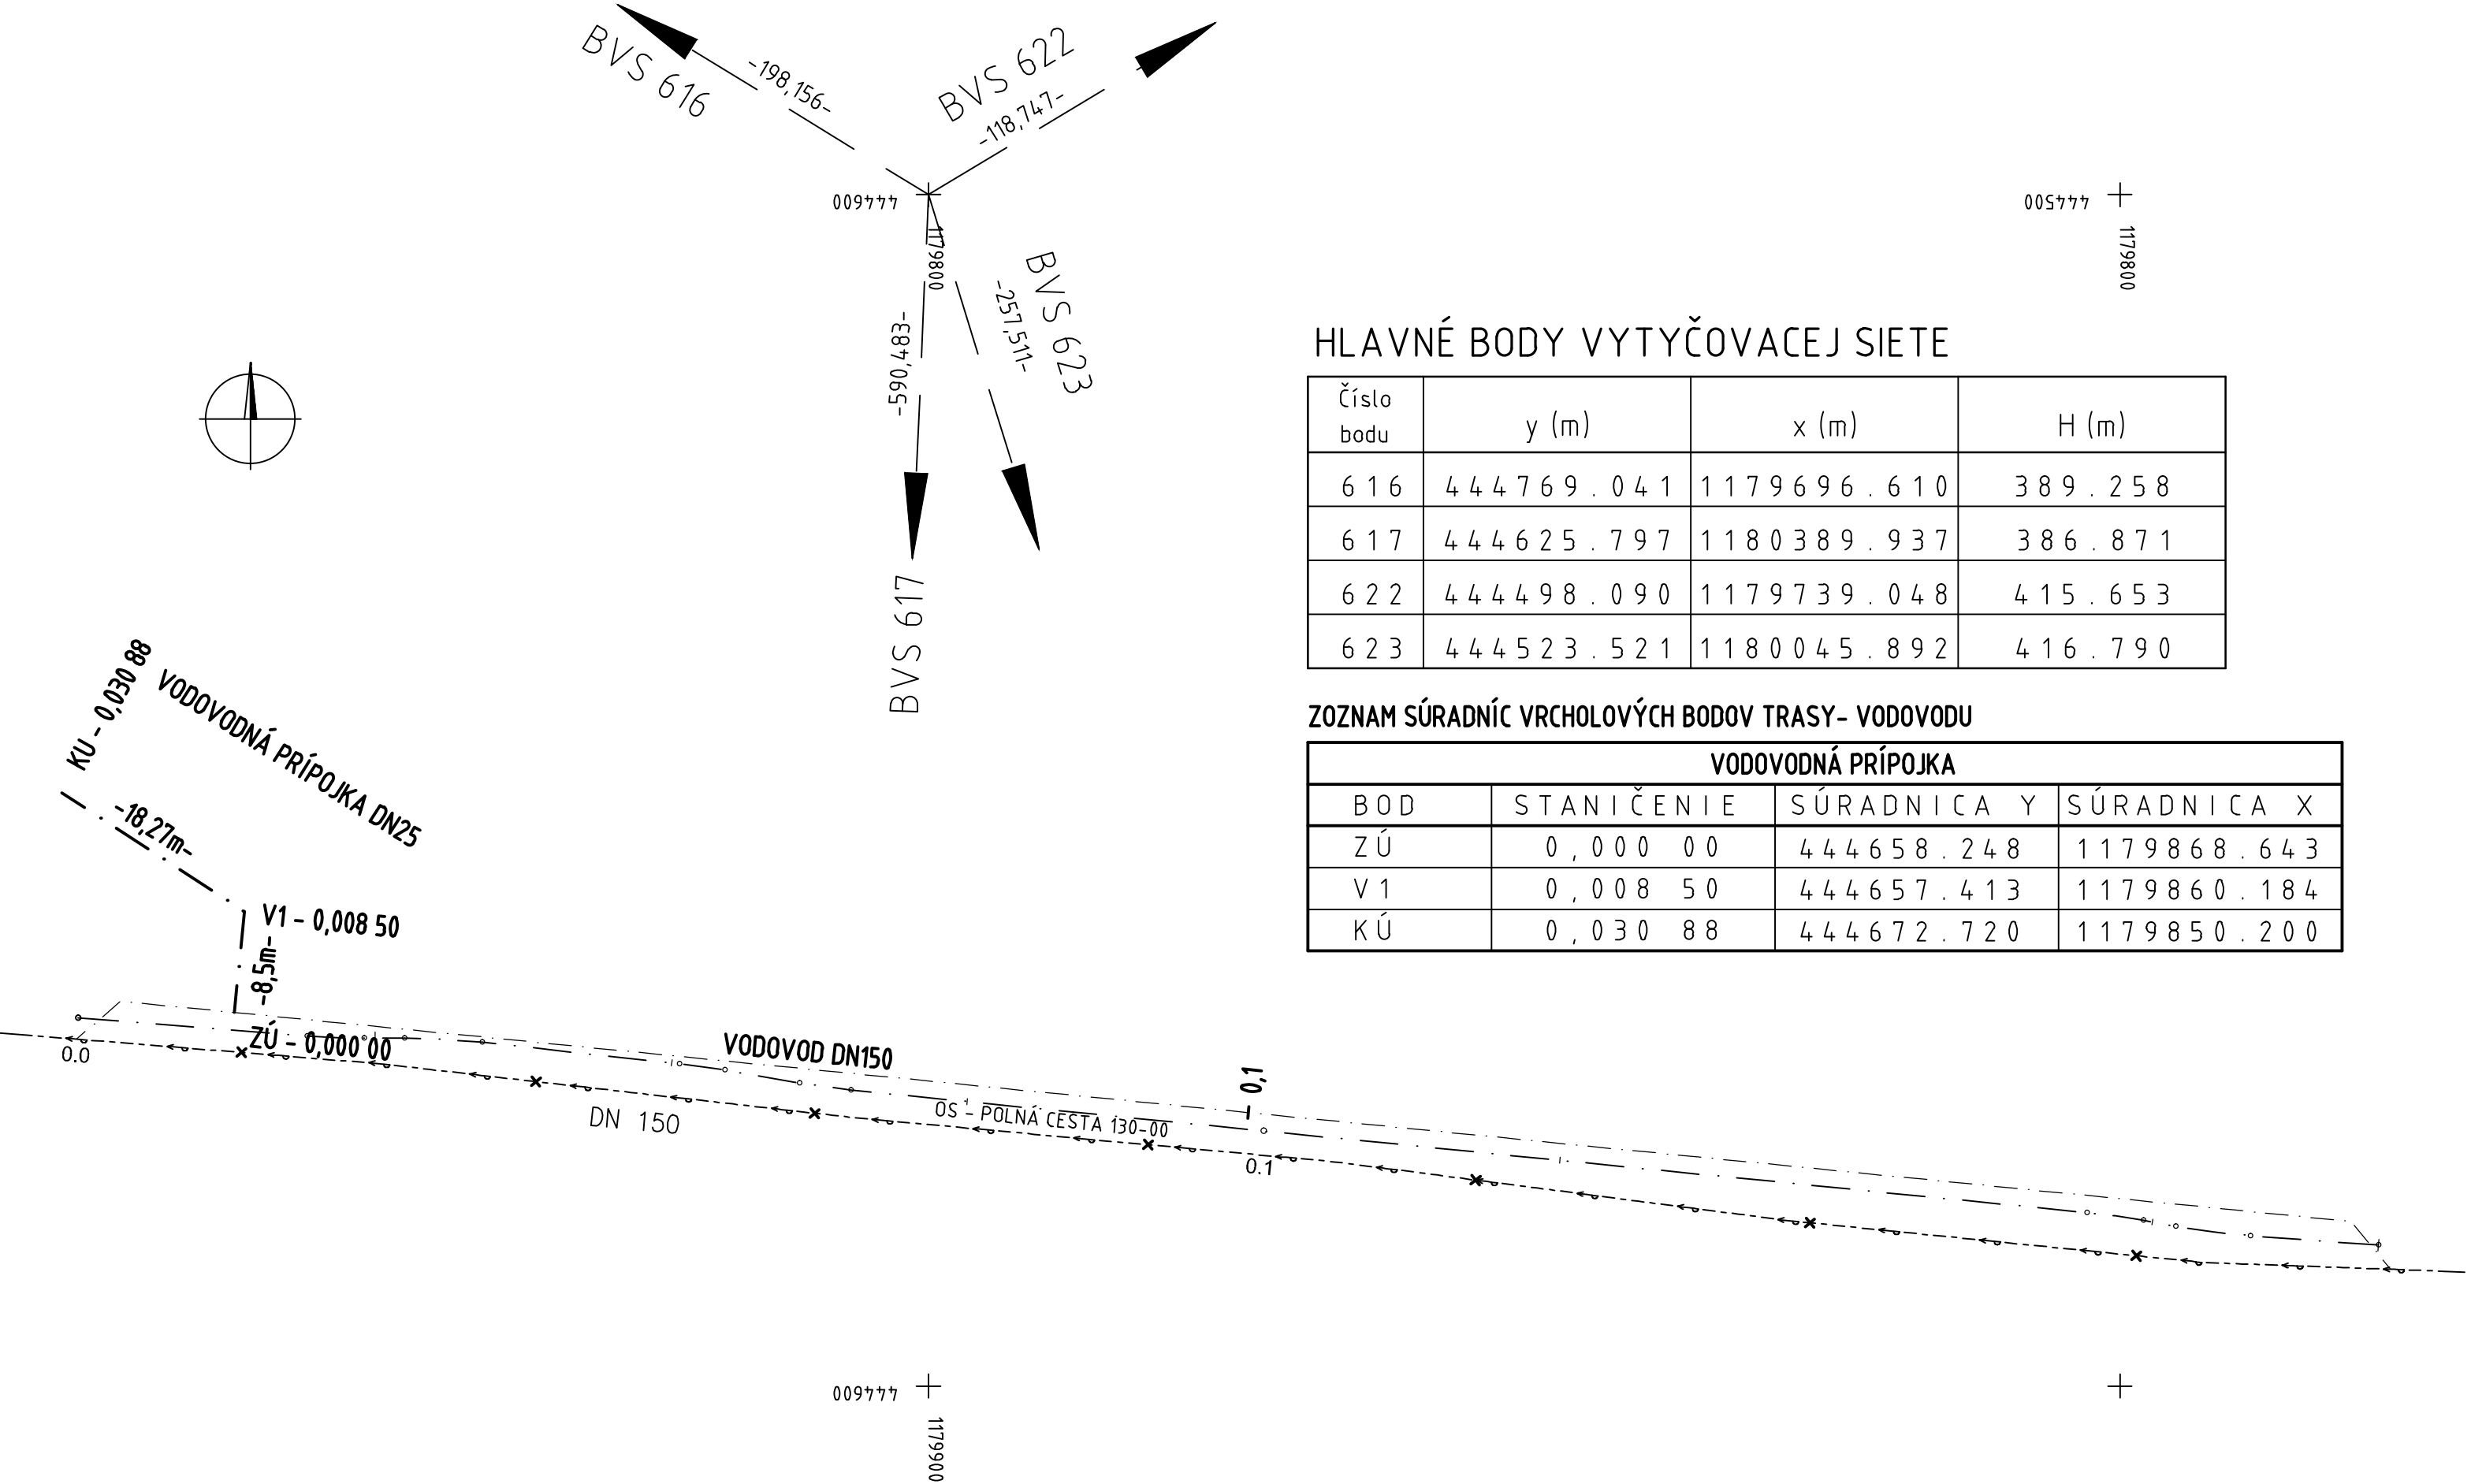 BVS 616
-198,156-
BVS 622
-118,747-
444600
1179800
444500
1179800
BVS 623
-257,511-
-590,483-
BVS 617
HLAVNÉ BODY VYTYČOVACEJ SIETE
Číslo bodu y (m) x (m) H (m)
616 444769.041 1179696.610 389.258
617 444625.797 1180389.937 386.871
622 444498.090 1179739.048 415.653
623 444523.521 1180045.892 416.790
ZOZNAM SÚRADNÍC VRCHOLOVÝCH BODOV TRASY- VODOVODU
VODOVODNÁ PRÍPOJKA
BOD STANIČENIE SÚRADNICA Y SÚRADNICA X
ZÚ 0,000 00 444658.248 1179868.643
V1 0,008 50 444657.413 1179860.184
KÚ 0,030 88 444672.720 1179850.200
KU - 0,030 88
VODOVODNÁ PRÍPOJKA DN25
-18,27m-
V1 - 0,008 50
-8,5m-
ZÚ - 0,000 00
0.0
VODOVOD DN150
DN 150
OS - POLNÁ CESTA 130-00
- 0,1
0.1
444600
1179900